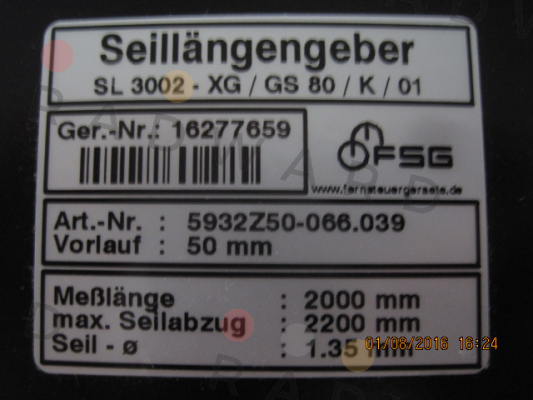 Seillängengeber
SL 3002 - XG / GS 80 / K / 01
Ger.-Nr.: 16277659
FSG
www.fernsteuergeraete.de
Art.-Nr. : 5932Z50-066.039
Vorlauf : 50 mm
Meßlänge : 2000 mm
max. Seilabzug : 2200 mm
Seil - ø : 1.35 mm
01/08/2016 16:24